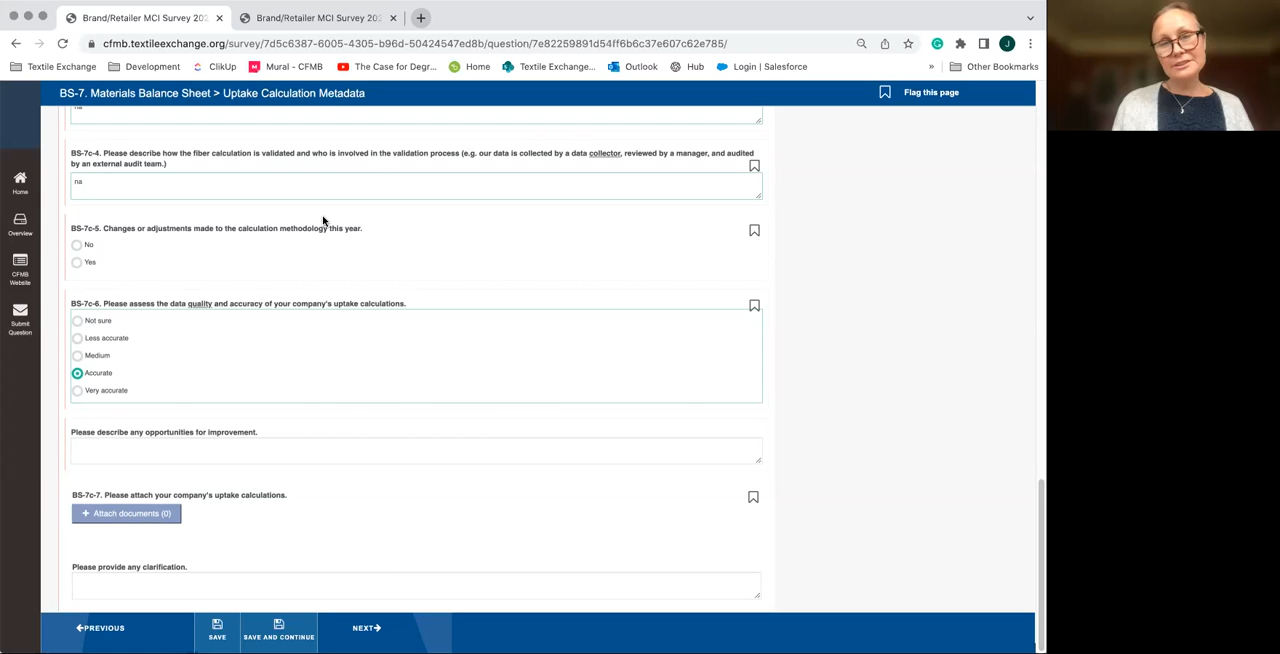 Brand/Retailer MCI Survey 202
Brand/Retailer MCI Survey 202
cfmb.textileexchange.org/survey/7d5c6387-6005-4305-b96d-50424547ed8b/question/7e82259891d54ff6b6c37e607c62e785/
J
Textile Exchange
Development
ClikUp
Mural - CFMB
The Case for Degr...
Home
Textile Exchange...
Outlook
Hub
Login | Salesforce
»
Other Bookmarks
BS-7. Materials Balance Sheet > Uptake Calculation Metadata
Flag this page
Home
Overview
CFMB
Website
Submit
Question
na
BS-7c-4. Please describe how the fiber calculation is validated and who is involved in the validation process (e.g. our data is collected by a data collector, reviewed by a manager, and audited
by an external audit team.)
na
BS-7c-5. Changes or adjustments made to the calculation methodology this year.
No
Yes
BS-7c-6. Please assess the data quality and accuracy of your company's uptake calculations.
Not sure
Less accurate
Medium
Accurate
Very accurate
Please describe any opportunities for improvement.
BS-7c-7. Please attach your company's uptake calculations.
+ Attach documents (0)
Please provide any clarification.
PREVIOUS
SAVE
SAVE AND CONTINUE
NEXT